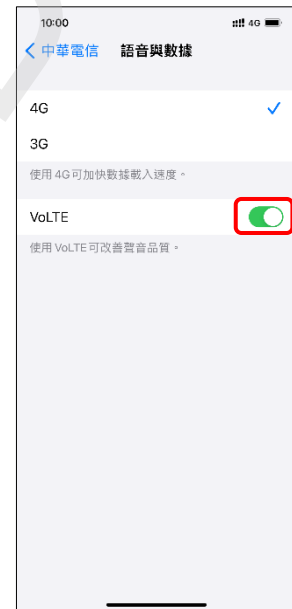 10:00 4G
中華電信 語音與數據
4G
3G
使用 4G 可加快數據載入速度。
VoLTE
使用 VoLTE 可改善聲音品質。